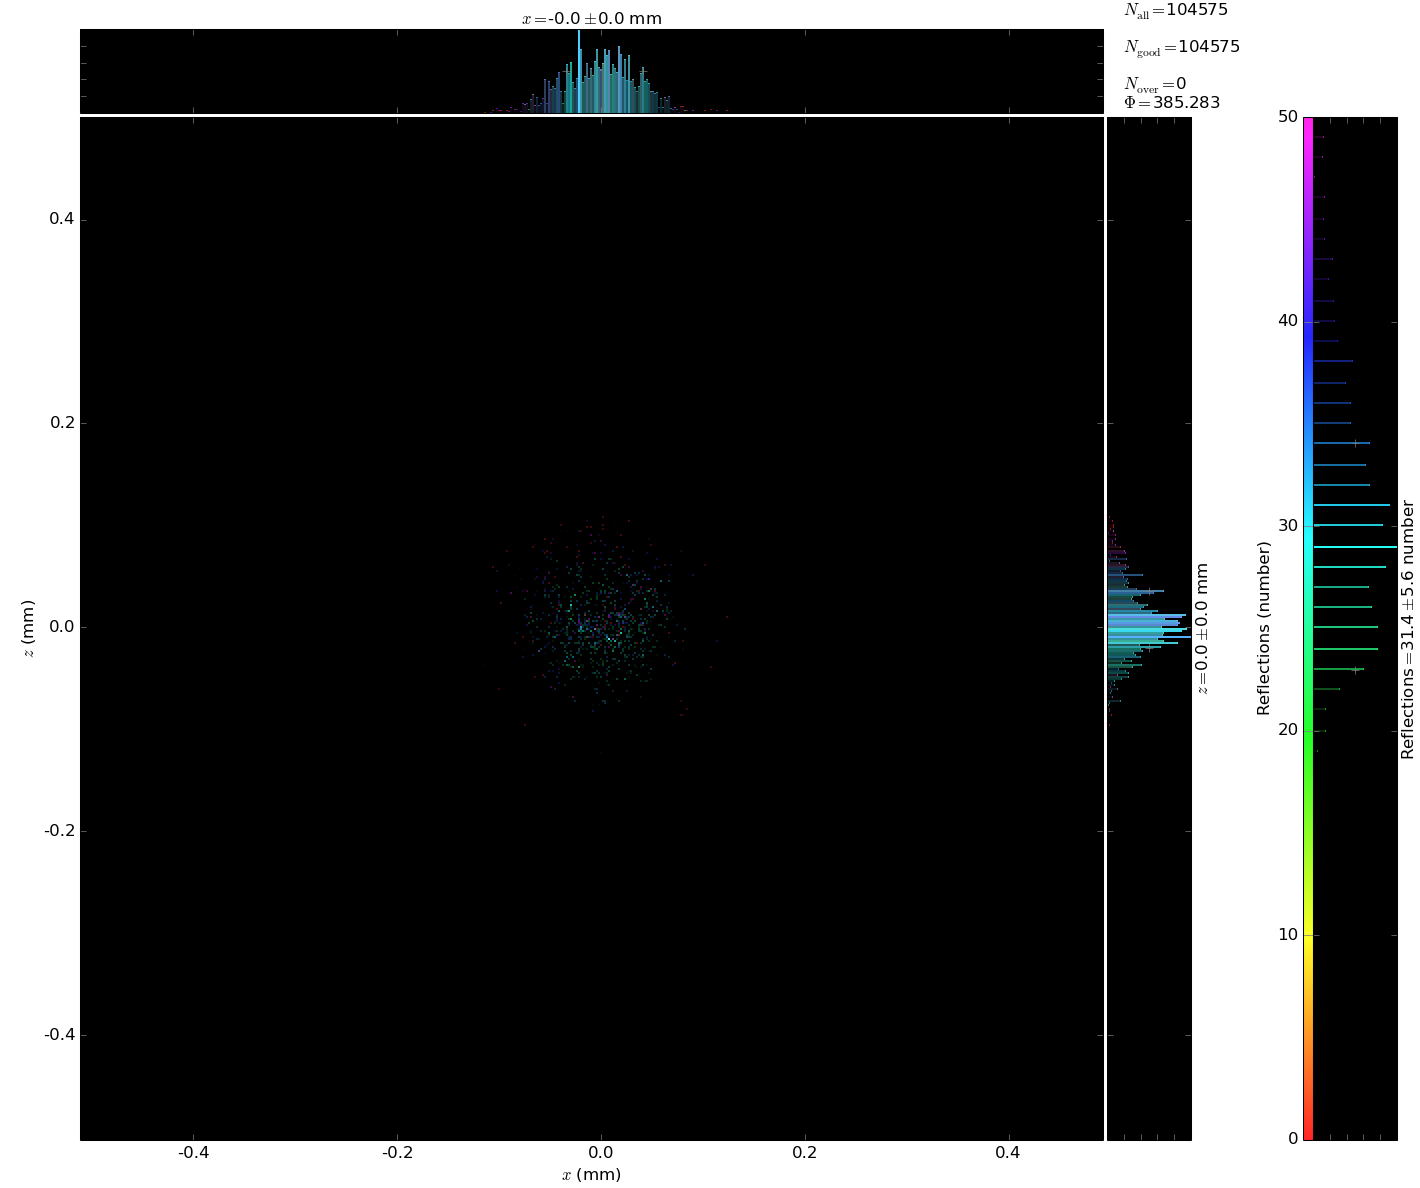 x=-0.0±0.0 mm
N_all=104575
N_good=104575
N_over=0
Φ=385.283
0.4
0.2
0.0
-0.2
-0.4
z (mm)
-0.4
-0.2
0.0
0.2
0.4
x (mm)
z=0.0±0.0 mm
50
40
30
20
10
0
Reflections (number)
Reflections=31.4±5.6 number